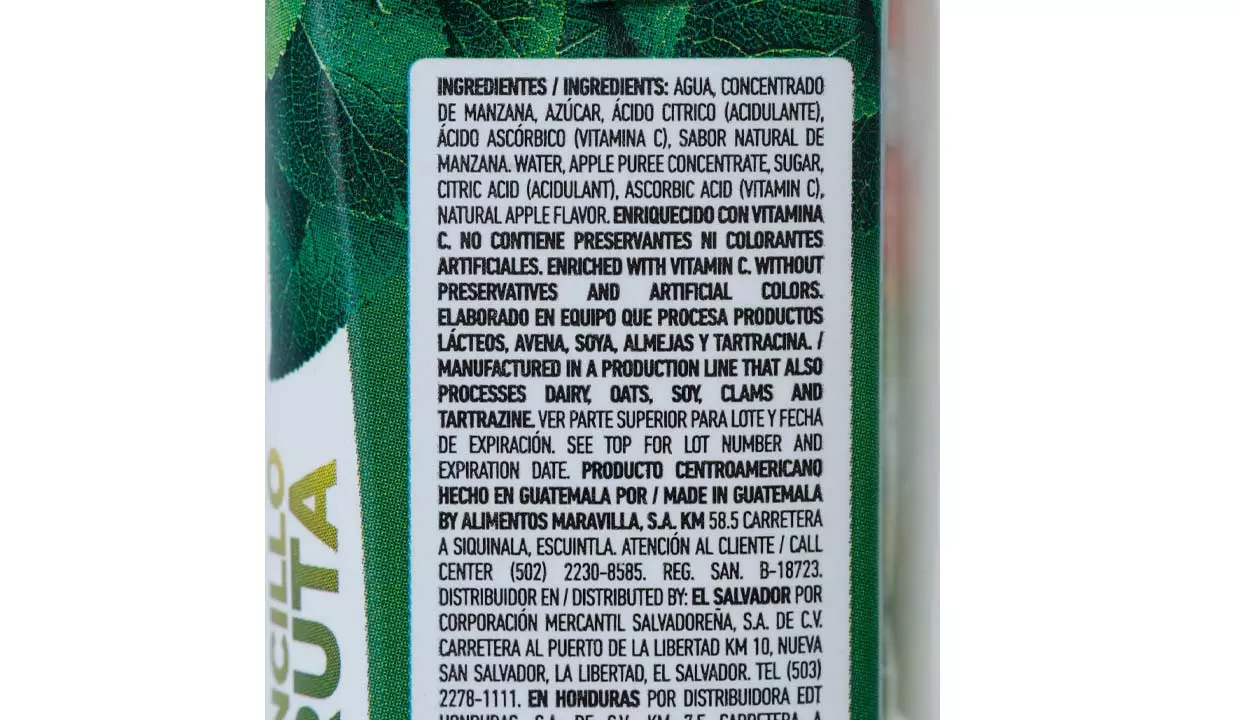 INGREDIENTES / INGREDIENTS: AGUA, CONCENTRADO
DE MANZANA, AZÚCAR, ÁCIDO CITRICO (ACIDULANTE),
ÁCIDO ASCÓRBICO (VITAMINA C), SABOR NATURAL DE
MANZANA. WATER, APPLE PUREE CONCENTRATE, SUGAR,
CITRIC ACID (ACIDULANT), ASCORBIC ACID (VITAMIN C),
NATURAL APPLE FLAVOR. ENRIQUECIDO CON VITAMINA
C. NO CONTIENE PRESERVANTES NI COLORANTES
ARTIFICIALES. ENRICHED WITH VITAMIN C. WITHOUT
PRESERVATIVES AND ARTIFICIAL COLORS.
ELABORADO EN EQUIPO QUE PROCESA PRODUCTOS
LÁCTEOS, AVENA, SOYA, ALMEJAS Y TARTRACINA. /
MANUFACTURED IN A PRODUCTION LINE THAT ALSO
PROCESSES DAIRY, OATS, SOY, CLAMS AND
TARTRAZINE. VER PARTE SUPERIOR PARA LOTE Y FECHA
DE EXPIRACIÓN. SEE TOP FOR LOT NUMBER AND
EXPIRATION DATE. PRODUCTO CENTROAMERICANO
HECHO EN GUATEMALA POR / MADE IN GUATEMALA
BY ALIMENTOS MARAVILLA, S.A. KM 58.5 CARRETERA
A SIQUINALA, ESCUINTLA. ATENCIÓN AL CLIENTE / CALL
CENTER (502) 2230-8585. REG. SAN. B-18723.
DISTRIBUIDOR EN / DISTRIBUTED BY: EL SALVADOR POR
CORPORACIÓN MERCANTIL SALVADOREÑA, S.A. DE C.V.
CARRETERA AL PUERTO DE LA LIBERTAD KM 10, NUEVA
SAN SALVADOR, LA LIBERTAD, EL SALVADOR. TEL (503)
2278-1111. EN HONDURAS POR DISTRIBUIDORA EDT
HONDURAS, S.A. DE C.V. KM 7.5 CARRETERA A
NCILLO
RUTA